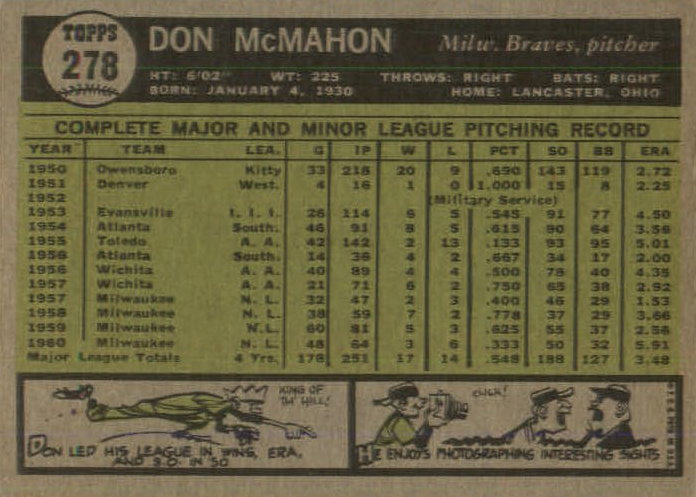 TOPPS
278
DON McMAHON Milw. Braves, pitcher
HT: 6'02" WT: 225 THROWS: RIGHT BATS: RIGHT
BORN: JANUARY 4, 1930 HOME: LANCASTER, OHIO
COMPLETE MAJOR AND MINOR LEAGUE PITCHING RECORD
YEAR TEAM LEA. G IP W L PCT SO BB ERA
1950 Owensboro Kitty 33 218 20 9 .690 143 119 2.72
1951 Denver West. 4 16 1 0 1.000 15 8 2.25
1952 (Military Service)
1953 Evansville I. I. I. 26 114 6 5 .545 91 77 4.50
1954 Atlanta South. 46 91 8 5 .615 90 64 3.56
1955 Toledo A. A. 42 142 2 13 .133 93 95 5.01
1956 Atlanta South. 14 36 4 2 .667 34 17 2.00
1956 Wichita A. A. 40 89 4 4 .500 78 40 4.35
1957 Wichita A. A. 21 71 6 2 .750 65 38 2.92
1957 Milwaukee N. L. 32 47 2 3 .400 46 29 1.53
1958 Milwaukee N. L. 38 59 7 2 .778 37 29 3.66
1959 Milwaukee N.L. 60 81 5 3 .625 55 37 2.56
1960 Milwaukee N. L. 48 64 3 6 .333 50 32 5.91
Major League Totals 4 Yrs. 178 251 17 14 .548 188 127 3.48
KING OF
TH' HILL!
DON LED HIS LEAGUE IN WINS, ERA,
AND S.O. IN '50
CLICK!
HE ENJOYS PHOTOGRAPHING INTERESTING SIGHTS